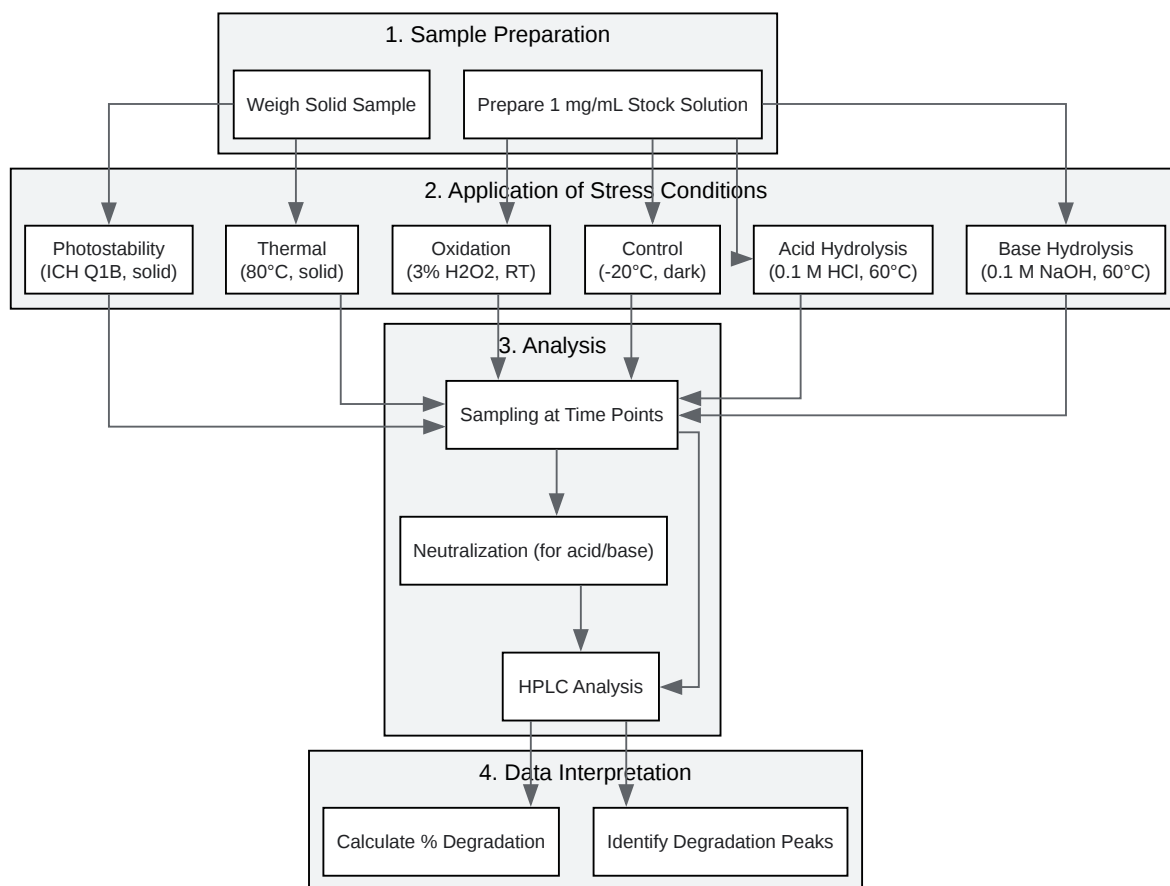 1. Sample Preparation
Weigh Solid Sample
Prepare 1 mg/mL Stock Solution
2. Application of Stress Conditions
Photostability
(ICH Q1B, solid)
Thermal
(80°C, solid)
Oxidation
(3% H2O2, RT)
Control
(-20°C, dark)
Acid Hydrolysis
(0.1 M HCl, 60°C)
Base Hydrolysis
(0.1 M NaOH, 60°C)
3. Analysis
Sampling at Time Points
Neutralization (for acid/base)
HPLC Analysis
4. Data Interpretation
Calculate % Degradation
Identify Degradation Peaks